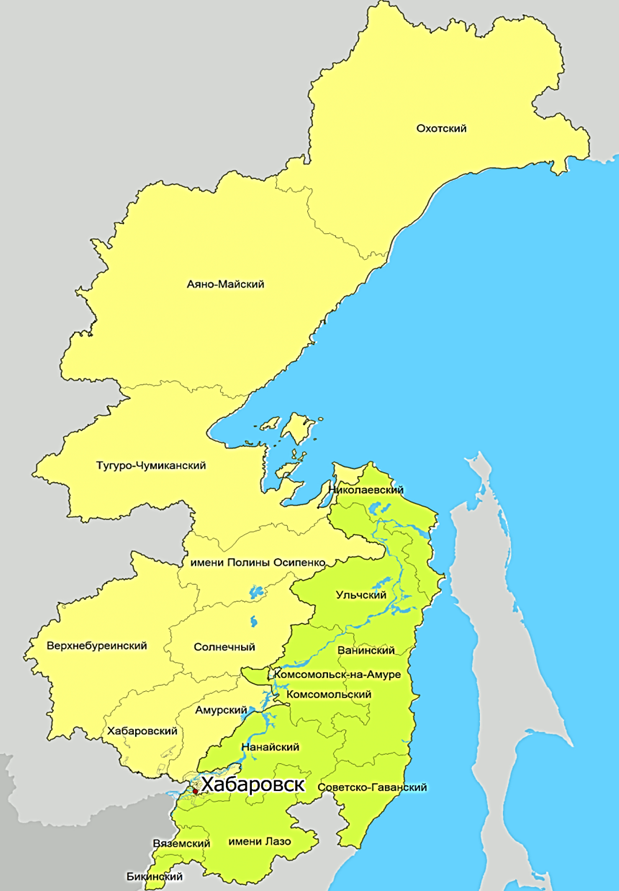 Охотский
Аяно-Майский
Тугуро-Чумиканский
Николаевский
имени Полины Осипенко
Ульчский
Верхнебуреинский
Солнечный
Ванинский
Комсомольск-на-Амуре
Комсомольский
Амурский
Хабаровский
Нанайский
Хабаровск
Советско-Гаванский
Вяземский
имени Лазо
Бикинский